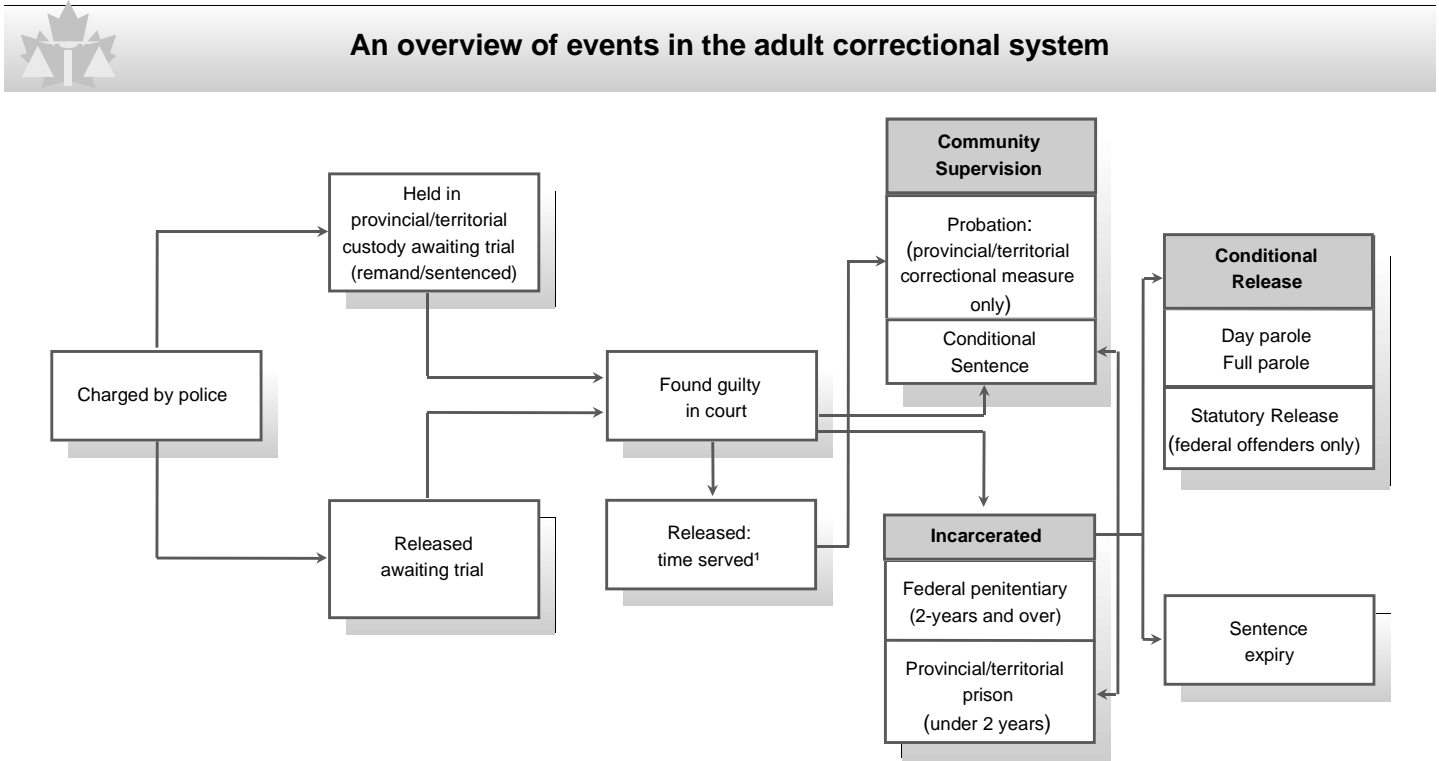 An overview of events in the adult correctional system
Charged by police
Held in
provincial/territorial
custody awaiting trial
(remand/sentenced)
Released
awaiting trial
Found guilty
in court
Released:
time served¹
Community
Supervision
Probation:
(provincial/territorial
correctional measure
only)
Conditional
Sentence
Incarcerated
Federal penitentiary
(2-years and over)
Provincial/territorial
prison
(under 2 years)
Conditional
Release
Day parole
Full parole
Statutory Release
(federal offenders only)
Sentence
expiry